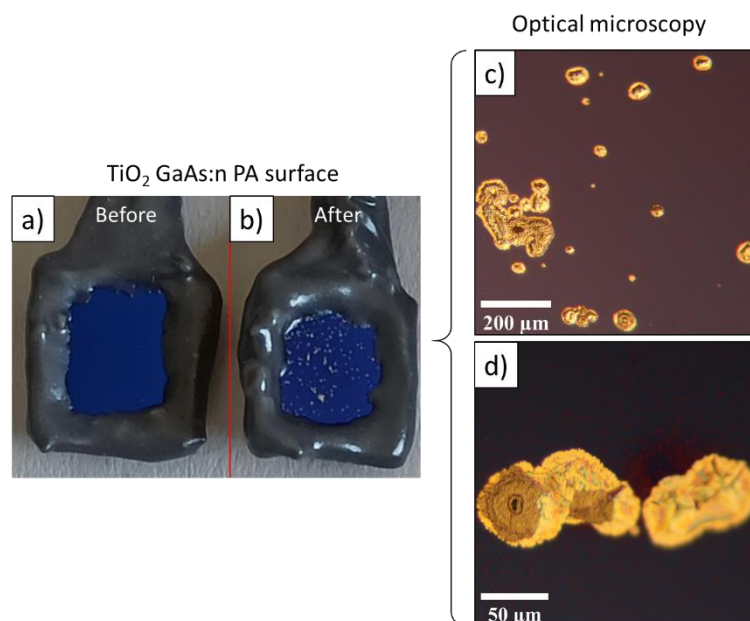 Optical microscopy
TiO₂ GaAs:n PA surface
a)
Before
b)
After
c)
200 µm
d)
50 µm